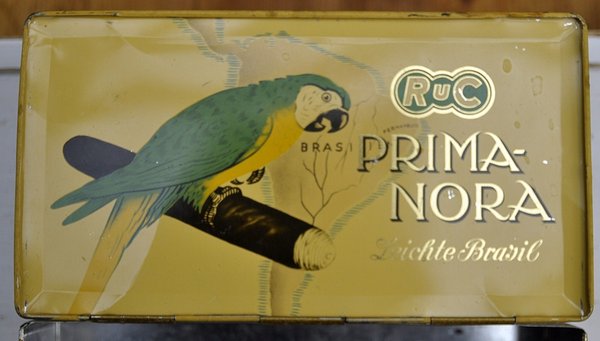 RUC
BRASI
PRIMA-
NORA
Leichte Brasil